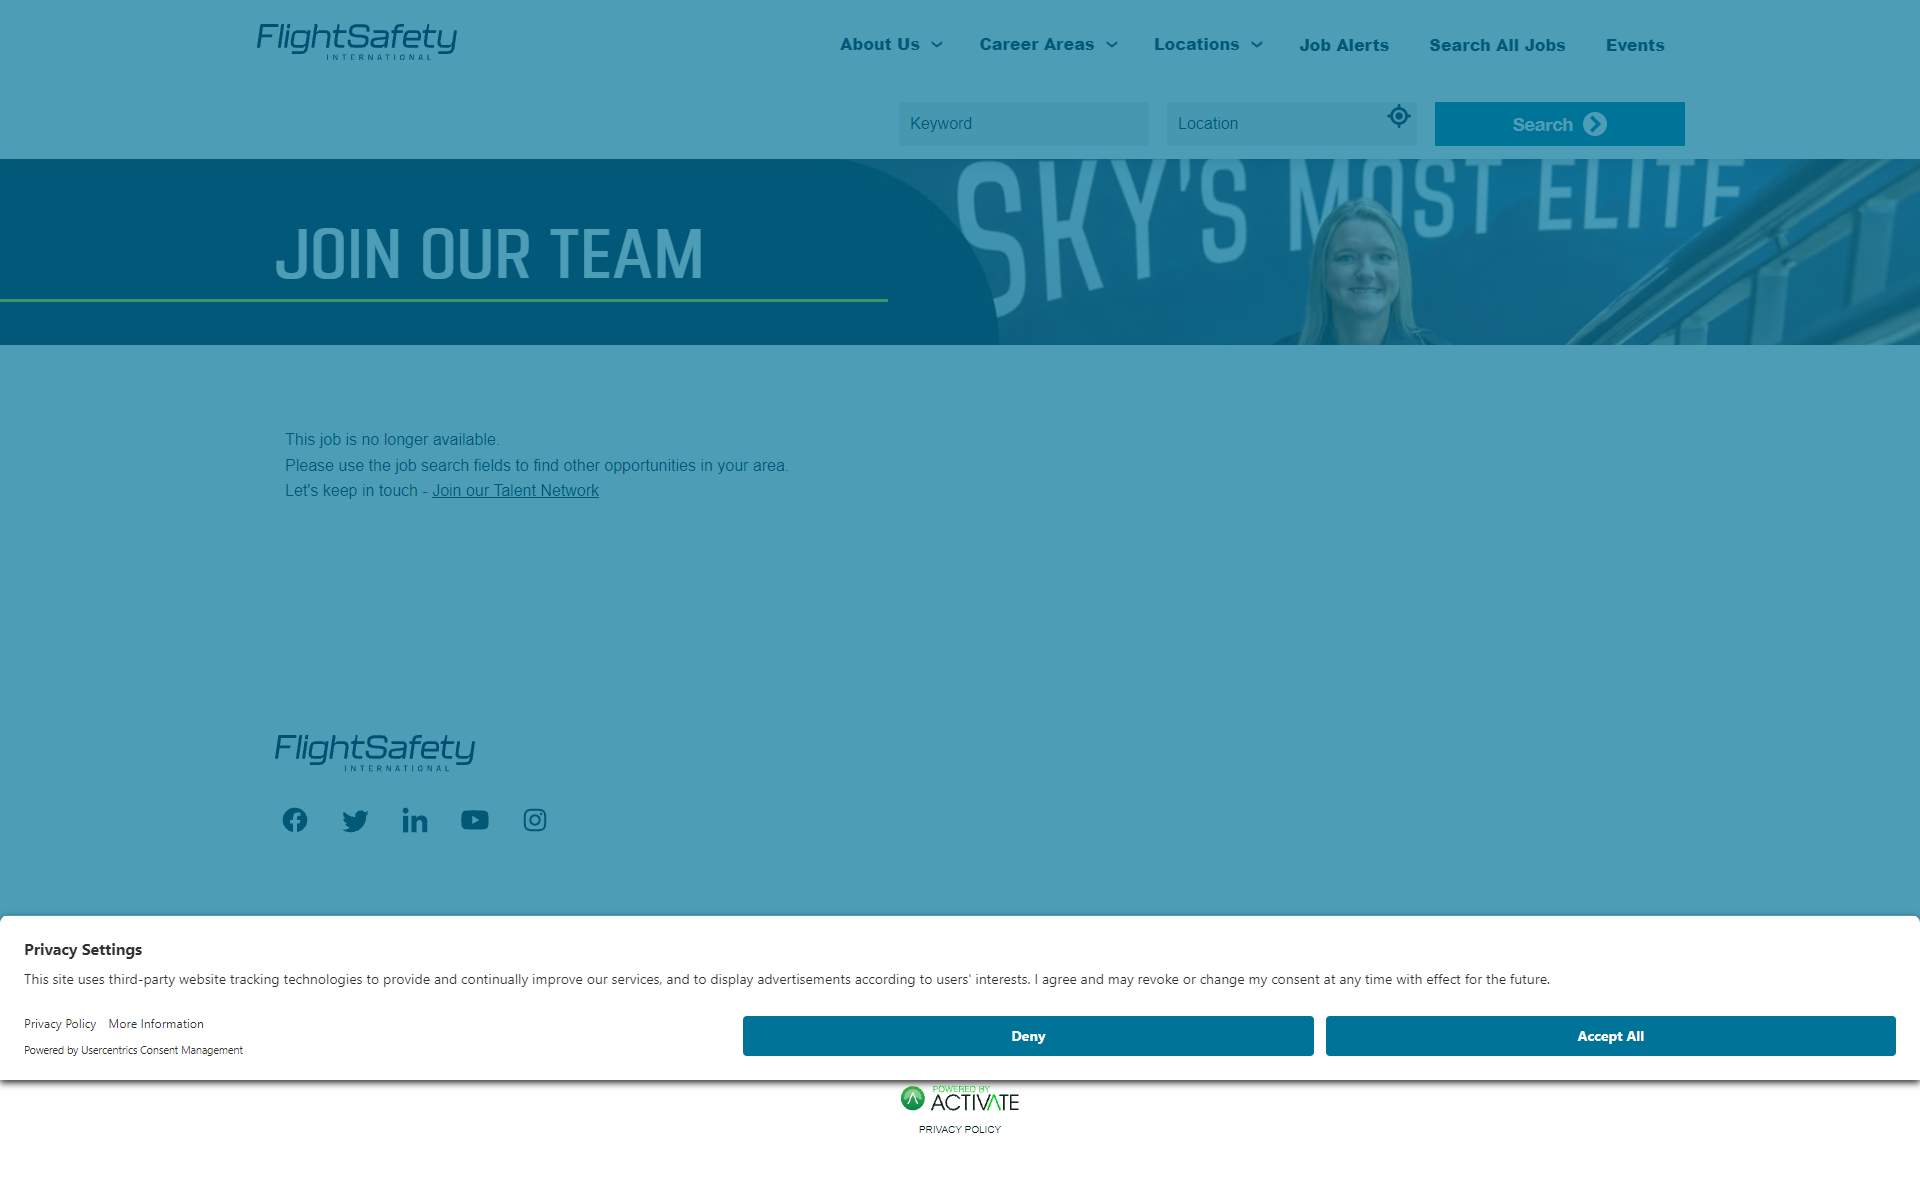 FlightSafety
INTERNATIONAL
About Us
Career Areas
Locations
Job Alerts
Search All Jobs
Events
Keyword
Location
Search
JOIN OUR TEAM
SKY'S MOST ELITE
This job is no longer available.
Please use the job search fields to find other opportunities in your area.
Let's keep in touch - Join our Talent Network
FlightSafety
INTERNATIONAL
Privacy Settings
This site uses third-party website tracking technologies to provide and continually improve our services, and to display advertisements according to users' interests. I agree and may revoke or change my consent at any time with effect for the future.
Privacy Policy More Information
Powered by Usercentrics Consent Management
Deny
Accept All
POWERED BY
ACTIVATE
PRIVACY POLICY